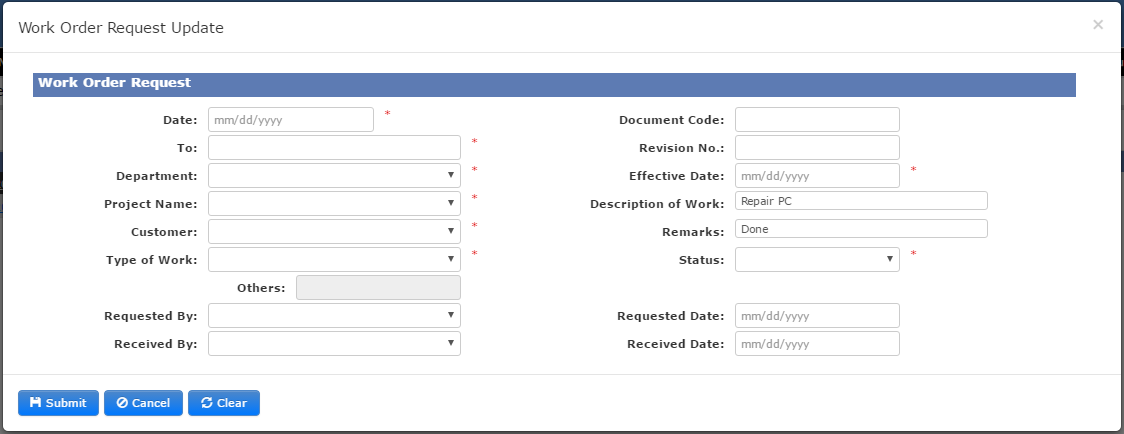 Work Order Request Update ×
Work Order Request
Date: mm/dd/yyyy * Document Code:
To: * Revision No.:
Department: * Effective Date: mm/dd/yyyy *
Project Name: * Description of Work: Repair PC
Customer: * Remarks: Done
Type of Work: * Status: *
Others:
Requested By: Requested Date: mm/dd/yyyy
Received By: Received Date: mm/dd/yyyy
Submit Cancel Clear